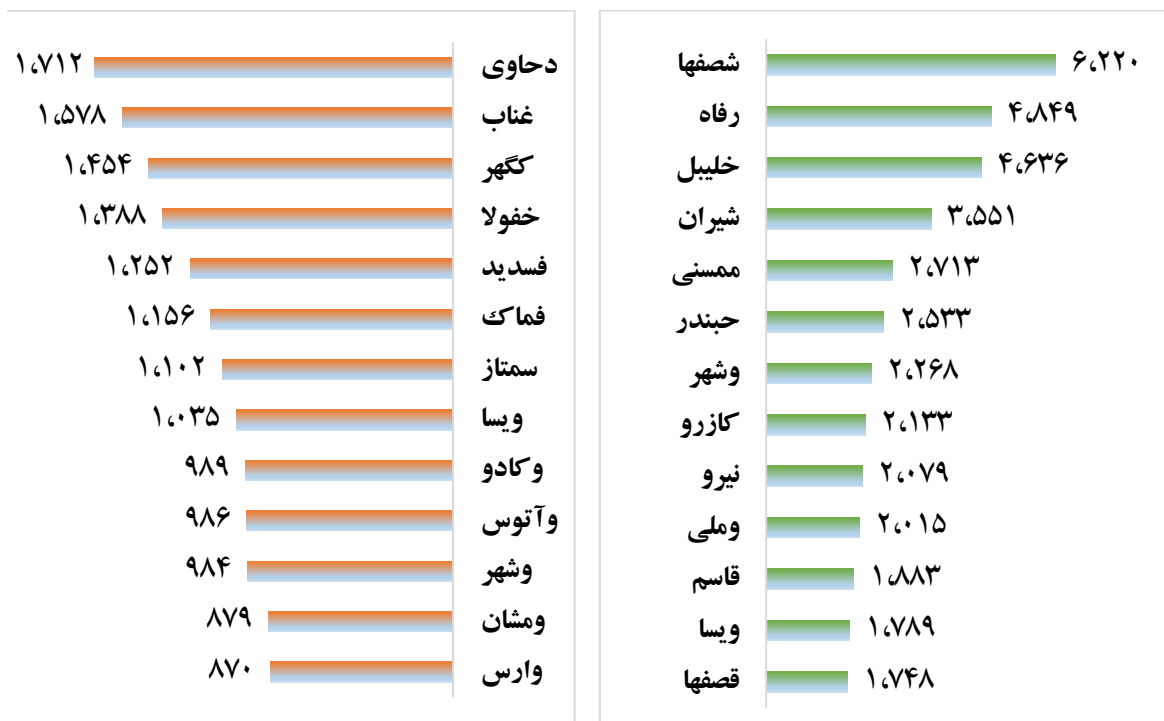 شصفها ۶،۲۲۰
رفاه ۴،۸۴۹
خلیبل ۴،۶۳۶
شیران ۳،۵۵۱
ممسنی ۲،۷۱۳
حبندر ۲،۵۳۳
وشهر ۲،۲۶۸
کازرو ۲،۱۳۳
نیرو ۲،۰۷۹
وملی ۲،۰۱۵
قاسم ۱،۸۸۳
ویسا ۱،۷۸۹
قصفها ۱،۷۴۸
دحاوی ۱،۷۱۲
غناب ۱،۵۷۸
کگهر ۱،۴۵۴
خفولا ۱،۳۸۸
فسدید ۱،۲۵۲
فماک ۱،۱۵۶
سمتاز ۱،۱۰۲
ویسا ۱،۰۳۵
وکادو ۹۸۹
وآتوس ۹۸۶
وشهر ۹۸۴
ومشان ۸۷۹
وارس ۸۷۰